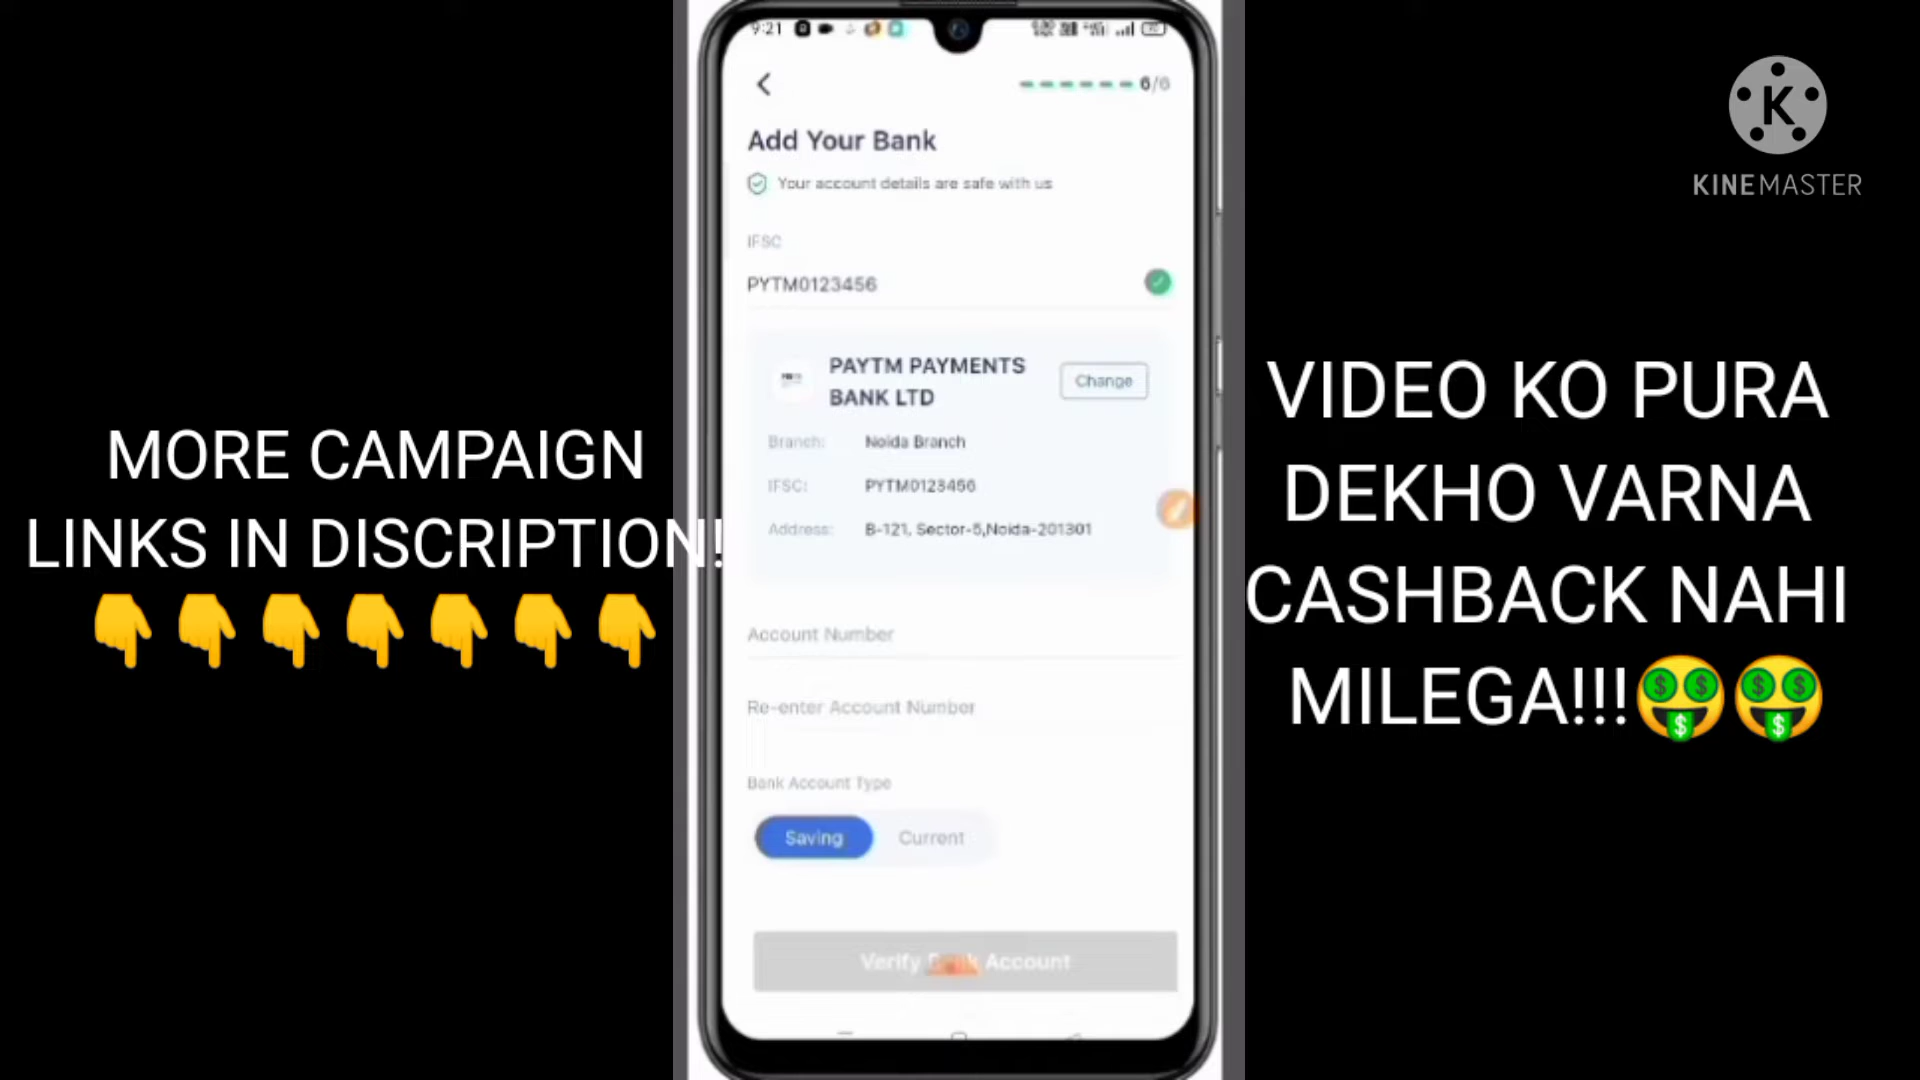 9:21
6/6
Add Your Bank
Your account details are safe with us
IFSC
PYTM0123456
PAYTM PAYMENTS
BANK LTD
Change
Branch: Noida Branch
IFSC: PYTM0123456
Address: B-121, Sector-5,Noida-201301
Account Number
Re-enter Account Number
Bank Account Type
Saving Current
Verify Bank Account
MORE CAMPAIGN
LINKS IN DISCRIPTION!
👇👇👇👇👇👇👇
K
KINEMASTER
VIDEO KO PURA
DEKHO VARNA
CASHBACK NAHI
MILEGA!!!🤑🤑